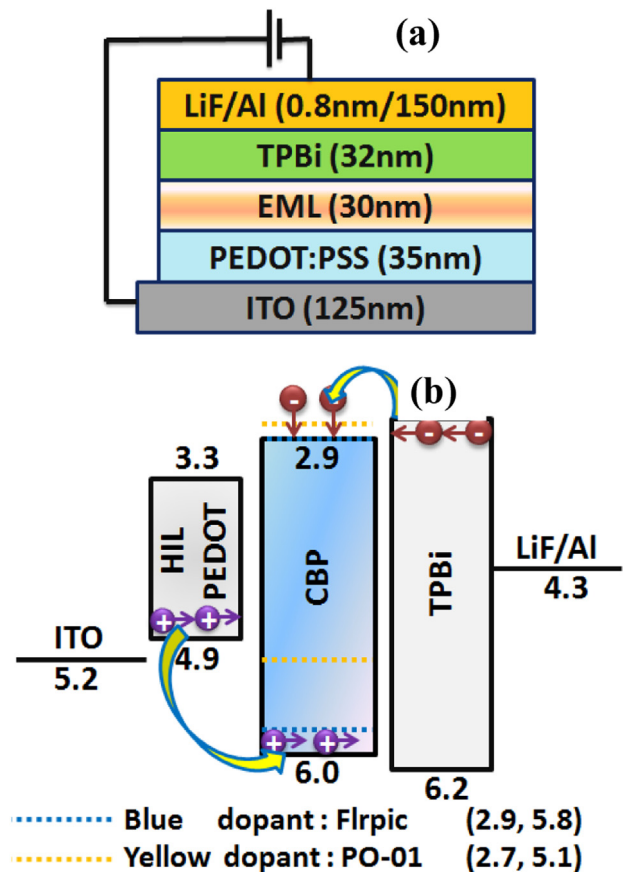 (a)
LiF/Al (0.8nm/150nm)
TPBi (32nm)
EML (30nm)
PEDOT:PSS (35nm)
ITO (125nm)
(b)
3.3
2.9
HIL
PEDOT
CBP
TPBi
LiF/Al
4.3
ITO
5.2
4.9
6.0
6.2
Blue dopant : FIrpic (2.9, 5.8)
Yellow dopant : PO-01 (2.7, 5.1)